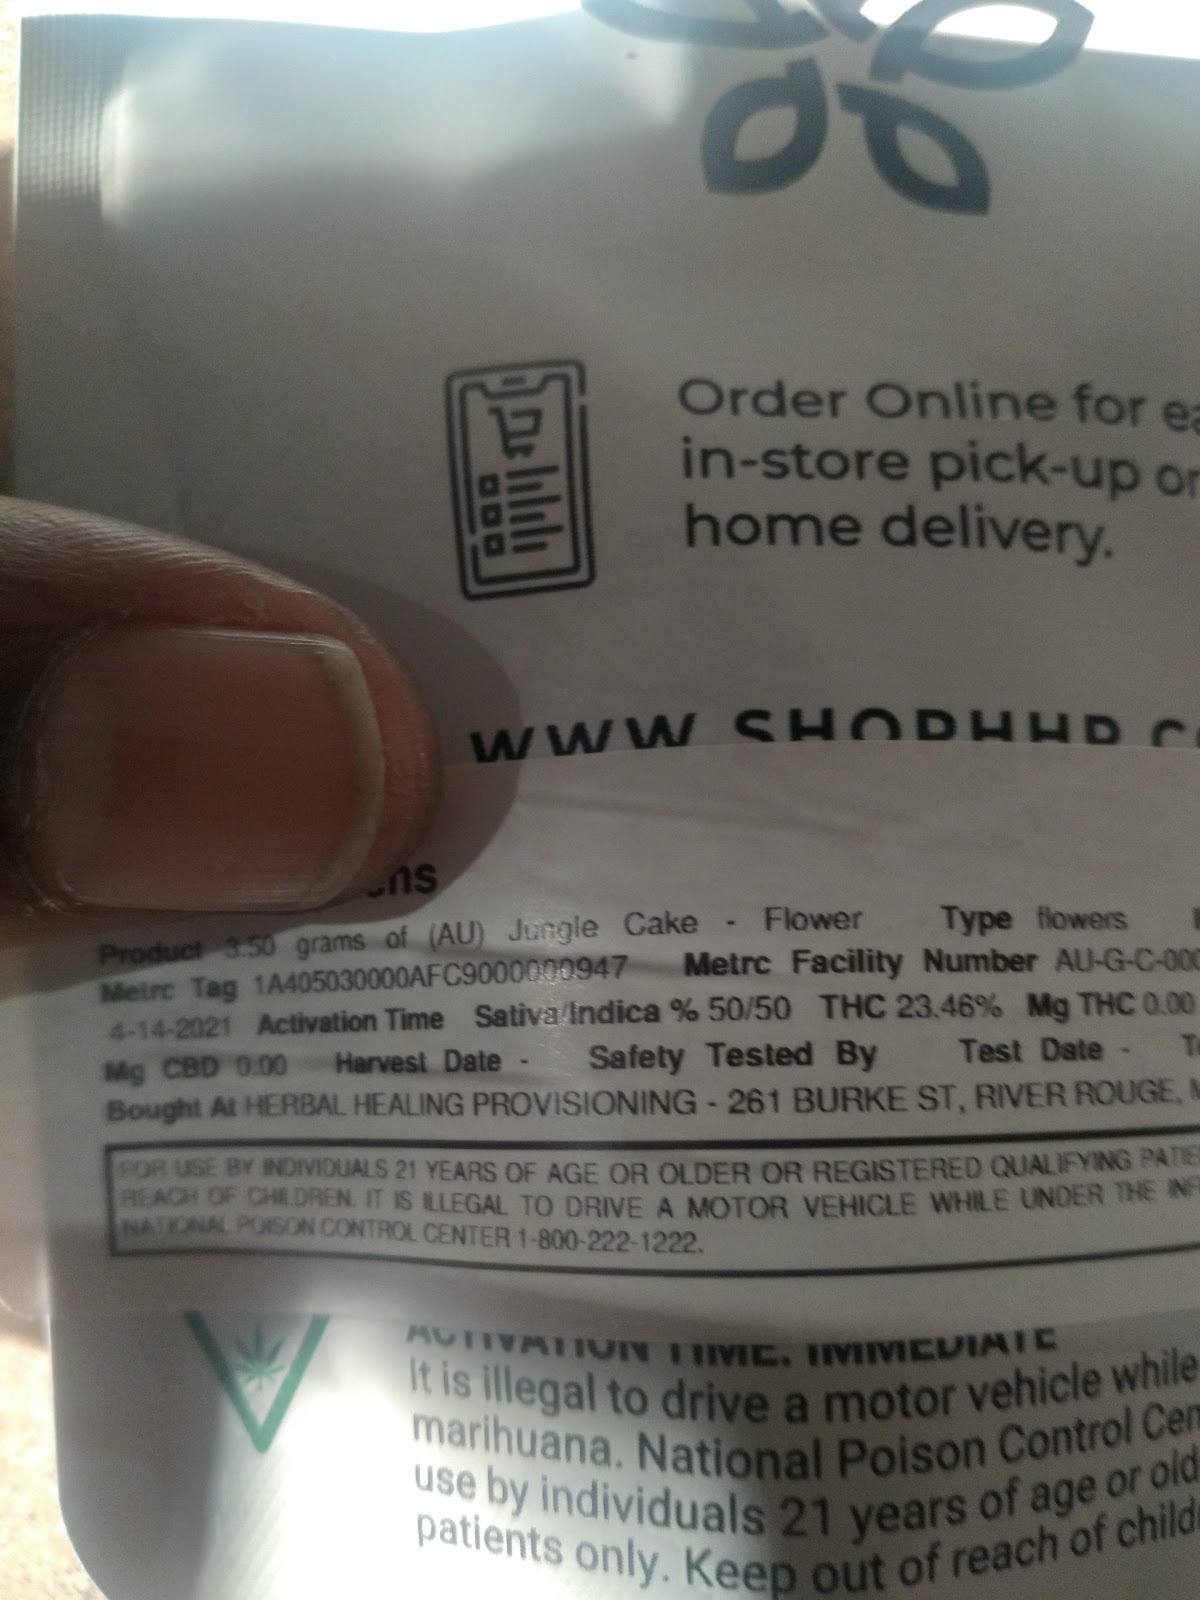 Order Online for
in-store pick-up or
home delivery.
WWW.SHOPHHP.C
Product 3.50 grams of (AU) Jungle Cake - Flower Type flowers
Metrc Tag 1A405030000AFC9000000947 Metrc Facility Number AU-G-C-000
4-14-2021 Activation Time Sativa/Indica % 50/50 THC 23.46% Mg THC 0.00
Mg CBD 0.00 Harvest Date - Safety Tested By Test Date -
Bought At HERBAL HEALING PROVISIONING - 261 BURKE ST, RIVER ROUGE,
FOR USE BY INDIVIDUALS 21 YEARS OF AGE OR OLDER OR REGISTERED QUALIFYING
REACH OF CHILDREN. IT IS ILLEGAL TO DRIVE A MOTOR VEHICLE WHILE UNDER THE
NATIONAL POISON CONTROL CENTER 1-800-222-1222.
ACTIVATION TIME: IMMEDIATE
It is illegal to drive a motor vehicle while
marihuana. National Poison Control
use by individuals 21 years of age or
patients only. Keep out of reach of